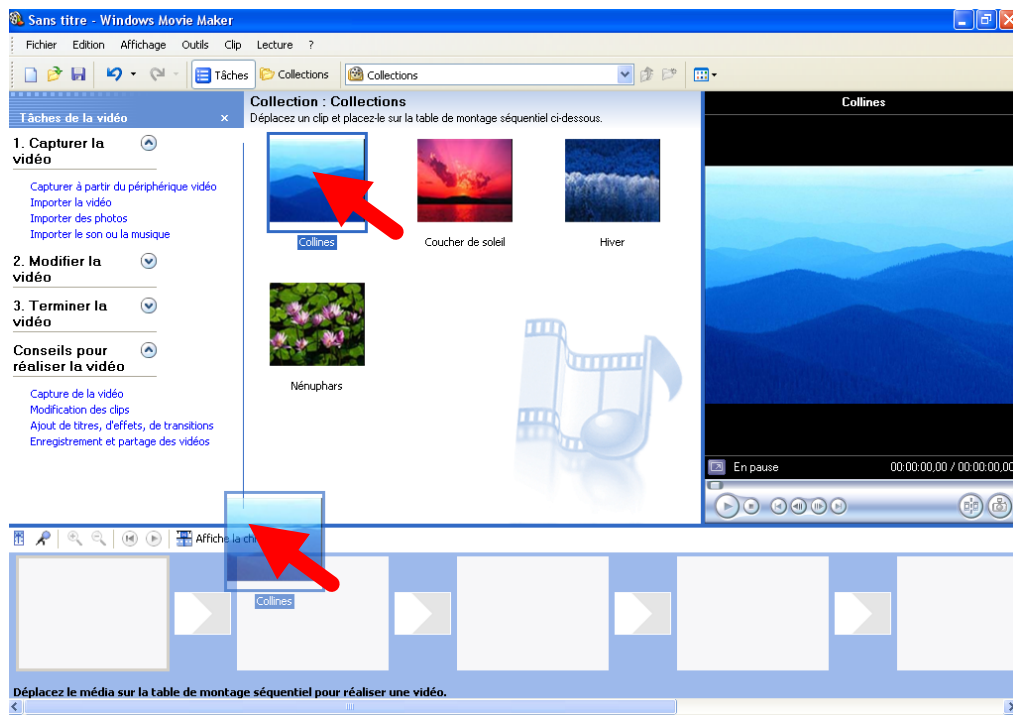 Sans titre - Windows Movie Maker
Fichier Edition Affichage Outils Clip Lecture ?
Tâches Collections Collections
Tâches de la vidéo x
1. Capturer la
vidéo
Capturer à partir du périphérique vidéo
Importer la vidéo
Importer des photos
Importer le son ou la musique
2. Modifier la
vidéo
3. Terminer la
vidéo
Conseils pour
réaliser la vidéo
Capture de la vidéo
Modification des clips
Ajout de titres, d'effets, de transitions
Enregistrement et partage des vidéos
Collection : Collections
Déplacez un clip et placez-le sur la table de montage séquentiel ci-dessous.
Collines
Coucher de soleil
Hiver
Nénuphars
Collines
En pause 00:00:00,00 / 00:00:00,00
Affiche la
Collines
Déplacez le média sur la table de montage séquentiel pour réaliser une vidéo.